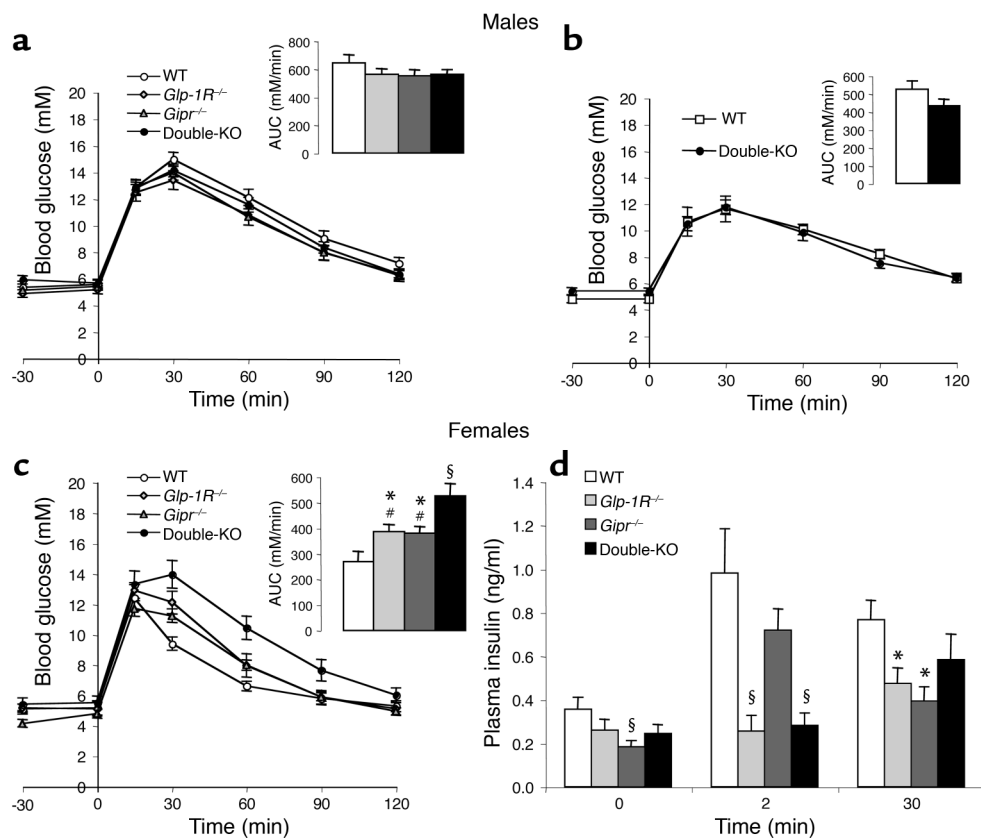 Males
a
WT
Glp-1R–/–
Gipr–/–
Double-KO
Blood glucose (mM)
20
18
16
14
12
10
8
6
4
2
0
-30 0 30 60 90 120
Time (min)
AUC (mM/min)
800
600
400
200
0
b
WT
Double-KO
Blood glucose (mM)
20
18
16
14
12
10
8
6
4
2
0
-30 0 30 60 90 120
Time (min)
AUC (mM/min)
600
500
400
300
200
100
0
Females
c
WT
Glp-1R–/–
Gipr–/–
Double-KO
Blood glucose (mM)
20
18
16
14
12
10
8
6
4
2
0
-30 0 30 60 90 120
Time (min)
AUC (mM/min)
600
500
400
300
200
100
0
* * §
# #
d
WT
Glp-1R–/–
Gipr–/–
Double-KO
Plasma insulin (ng/ml)
1.4
1.2
1.0
0.8
0.6
0.4
0.2
0.0
§ § § * *
0 2 30
Time (min)